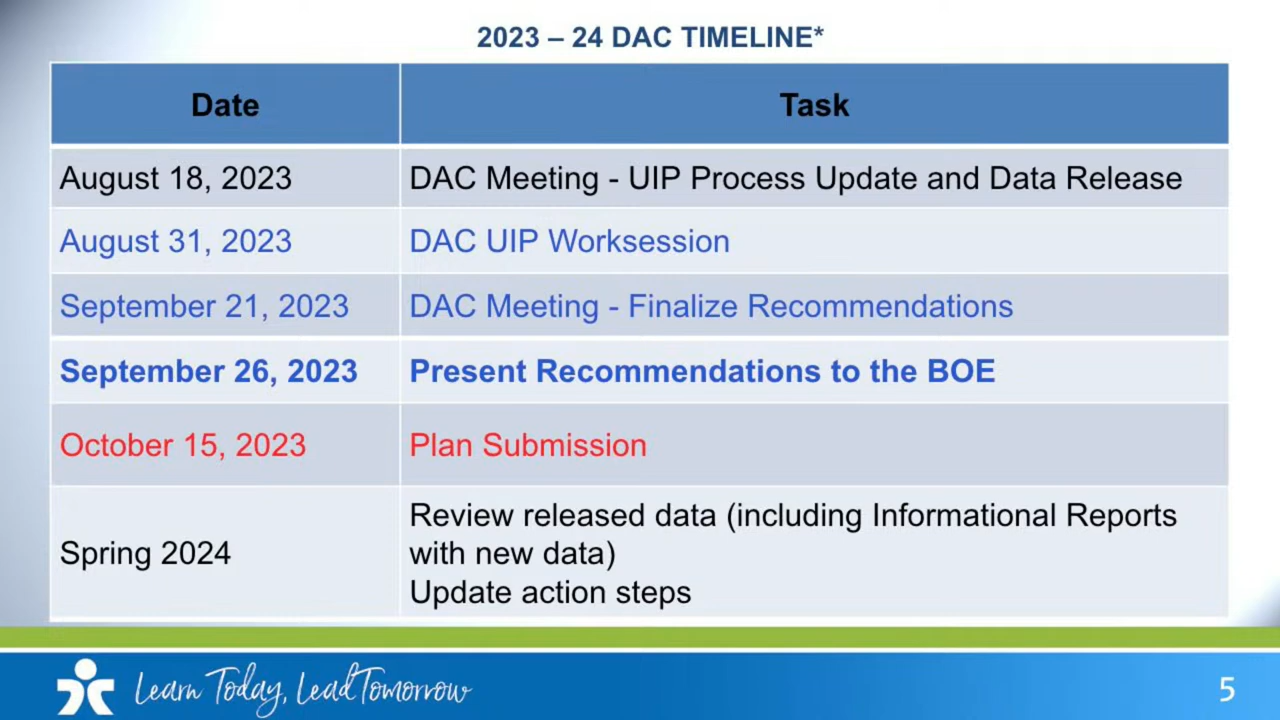 2023 – 24 DAC TIMELINE*
Date Task
August 18, 2023 DAC Meeting - UIP Process Update and Data Release
August 31, 2023 DAC UIP Worksession
September 21, 2023 DAC Meeting - Finalize Recommendations
September 26, 2023 Present Recommendations to the BOE
October 15, 2023 Plan Submission
Spring 2024
Review released data (including Informational Reports
with new data)
Update action steps
Learn Today, Lead Tomorrow
5